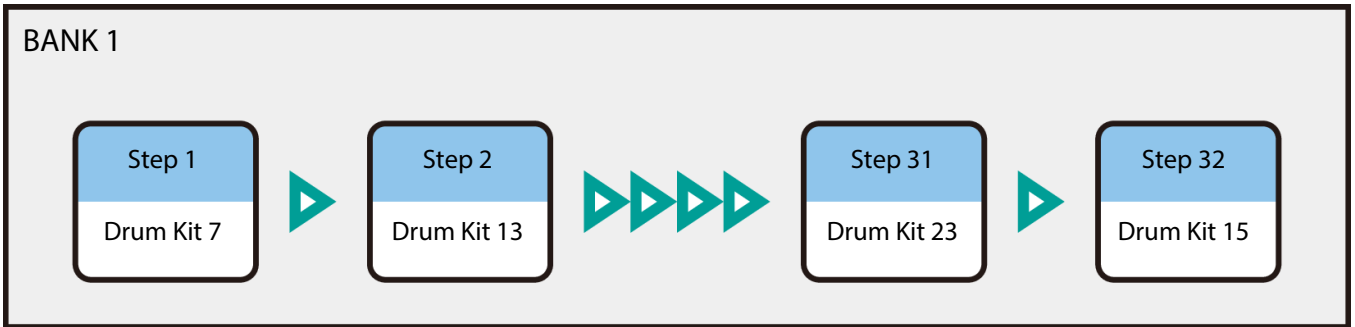 BANK 1
Step 1
Drum Kit 7
Step 2
Drum Kit 13
Step 31
Drum Kit 23
Step 32
Drum Kit 15